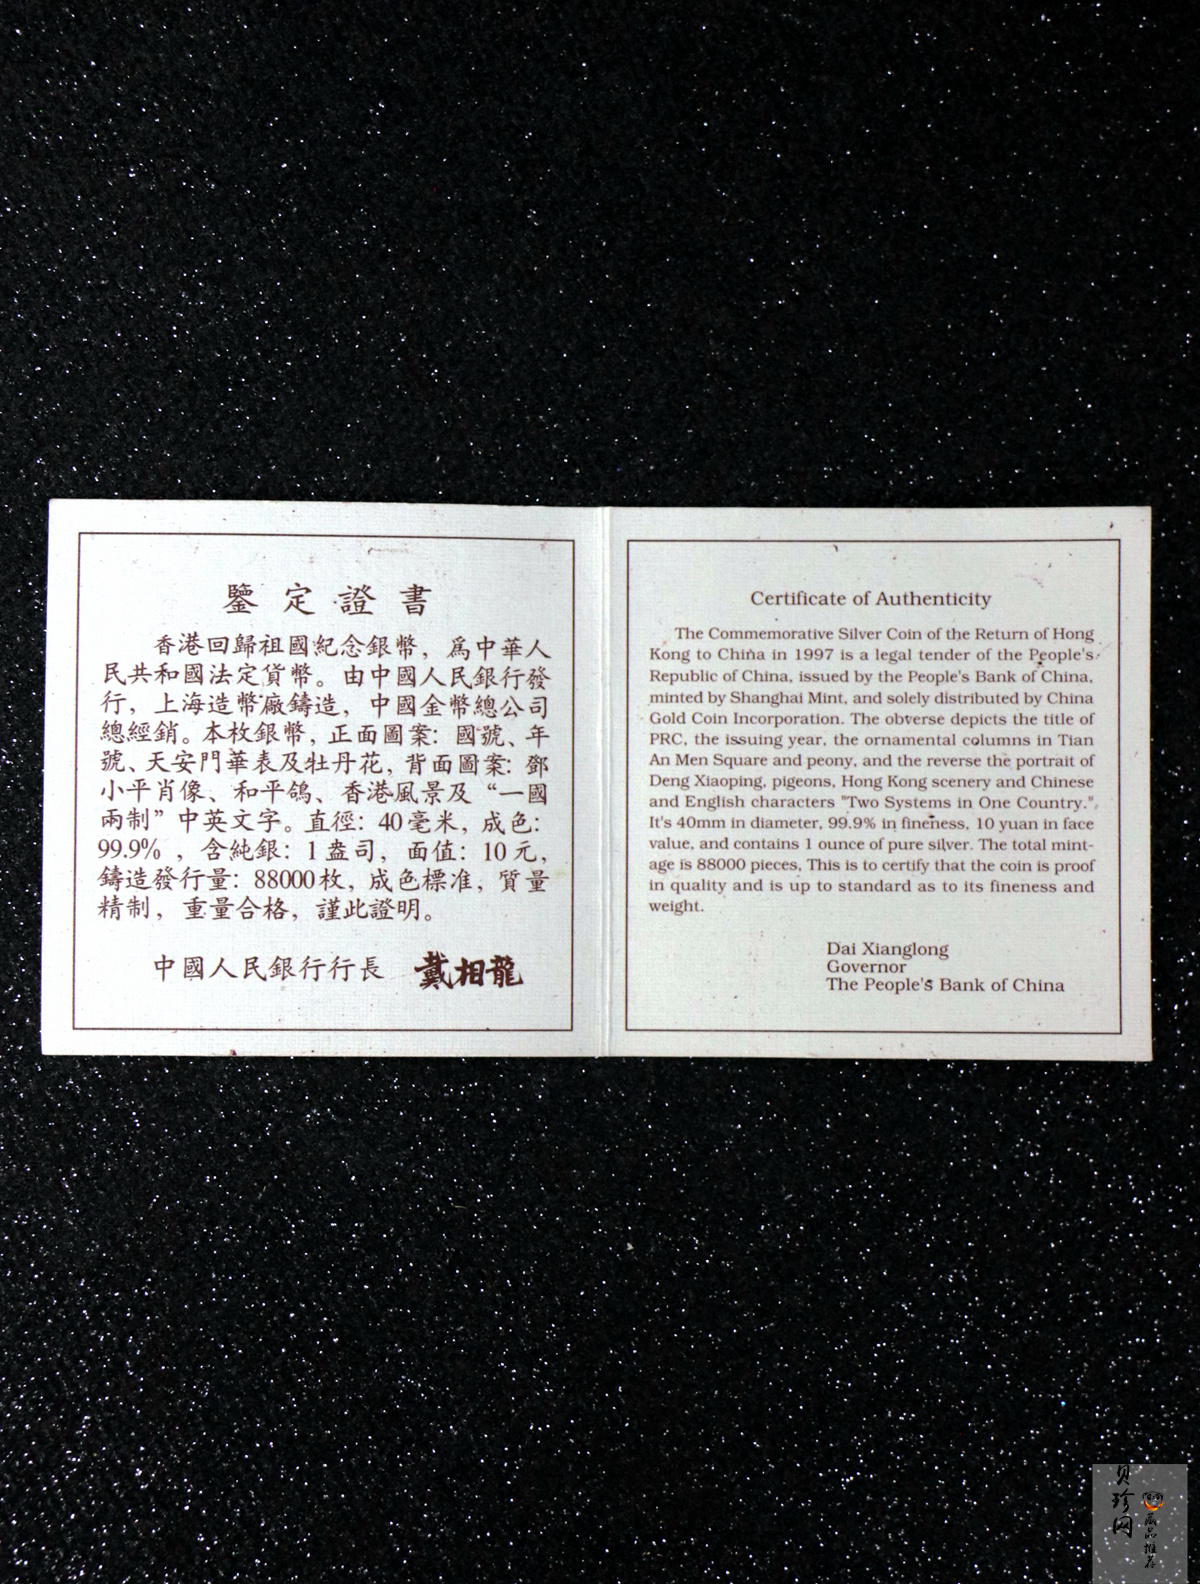 鑒定證書
香港回歸祖國紀念銀幣，爲中華人
民共和國法定貨幣。由中國人民銀行發
行，上海造幣廠鑄造，中國金幣總公司
總經銷。本枚銀幣，正面圖案：國號、年
號、天安門華表及牡丹花，背面圖案：鄧
小平肖像、和平鴿、香港風景及“一國
兩制”中英文字。直徑：40毫米，成色：
99.9%，含純銀：1盎司，面值：10元，
鑄造發行量：88000枚，成色標准，質量
精制，重量合格，謹此證明。
中國人民銀行行長 戴相龍
Certificate of Authenticity
The Commemorative Silver Coin of the Return of Hong
Kong to China in 1997 is a legal tender of the People's
Republic of China, issued by the People's Bank of China,
minted by Shanghai Mint, and solely distributed by China
Gold Coin Incorporation. The obverse depicts the title of
PRC, the issuing year, the ornamental columns in Tian
An Men Square and peony, and the reverse the portrait of
Deng Xiaoping, pigeons, Hong Kong scenery and Chinese
and English characters "Two Systems in One Country.",
It's 40mm in diameter, 99.9% in fineness, 10 yuan in face
value, and contains 1 ounce of pure silver. The total mint-
age is 88000 pieces, This is to certify that the coin is proof
in quality and is up to standard as to its fineness and
weight.
Dai Xianglong
Governor
The People's Bank of China
贝珍网
藏品推荐